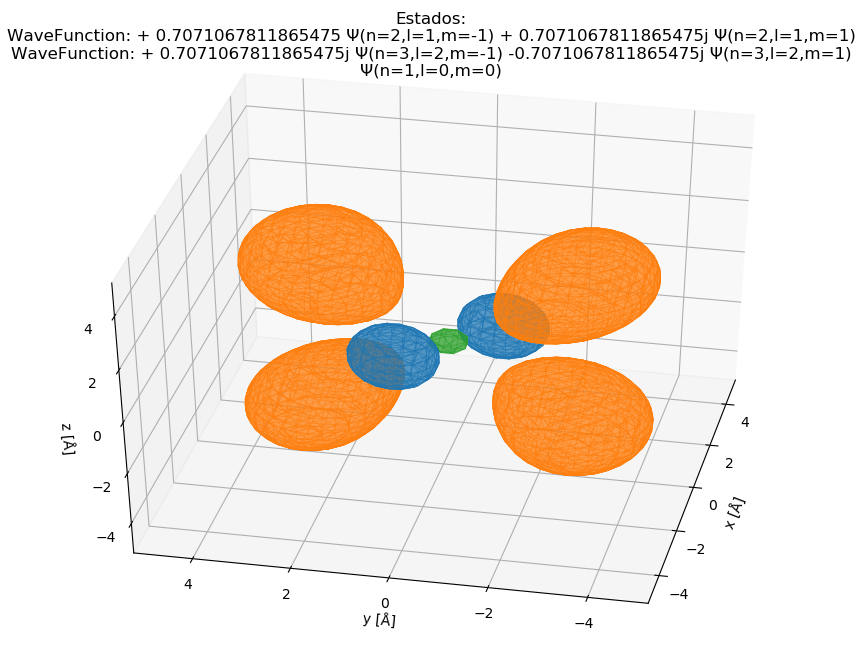 Estados:
WaveFunction: + 0.7071067811865475 Ψ(n=2,l=1,m=-1) + 0.7071067811865475j Ψ(n=2,l=1,m=1)
WaveFunction: + 0.7071067811865475j Ψ(n=3,l=2,m=-1) -0.7071067811865475j Ψ(n=3,l=2,m=1)
Ψ(n=1,l=0,m=0)
4
2
0
−2
−4
z [Å]
4
2
0
−2
−4
y [Å]
4
2
0
−2
−4
x [Å]